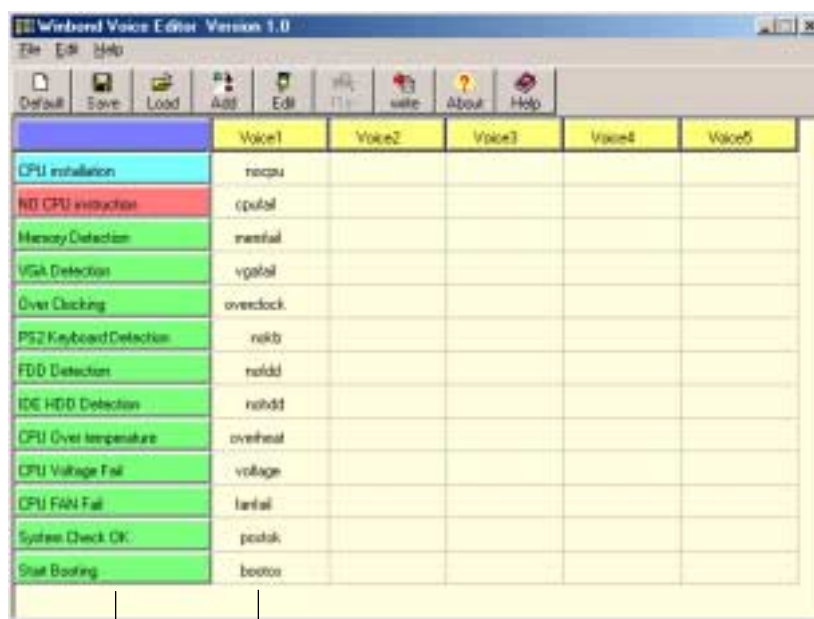 Winbond Voice Editor Version 1.0
File Edit Help
Default Save Load Add Edit write About Help
Voice1 Voice2 Voice3 Voice4 Voice5
CPU installation nocpu
NO CPU instruction cpufail
Memory Detection memfail
VGA Detection vgafail
Over Clocking overclock
PS2 Keyboard Detection nokb
FDD Detection nofdd
IDE HDD Detection nohdd
CPU Over temperature overheat
CPU Voltage Fail voltage
CPU FAN Fail fanfail
System Check OK postok
Start Booting bootos